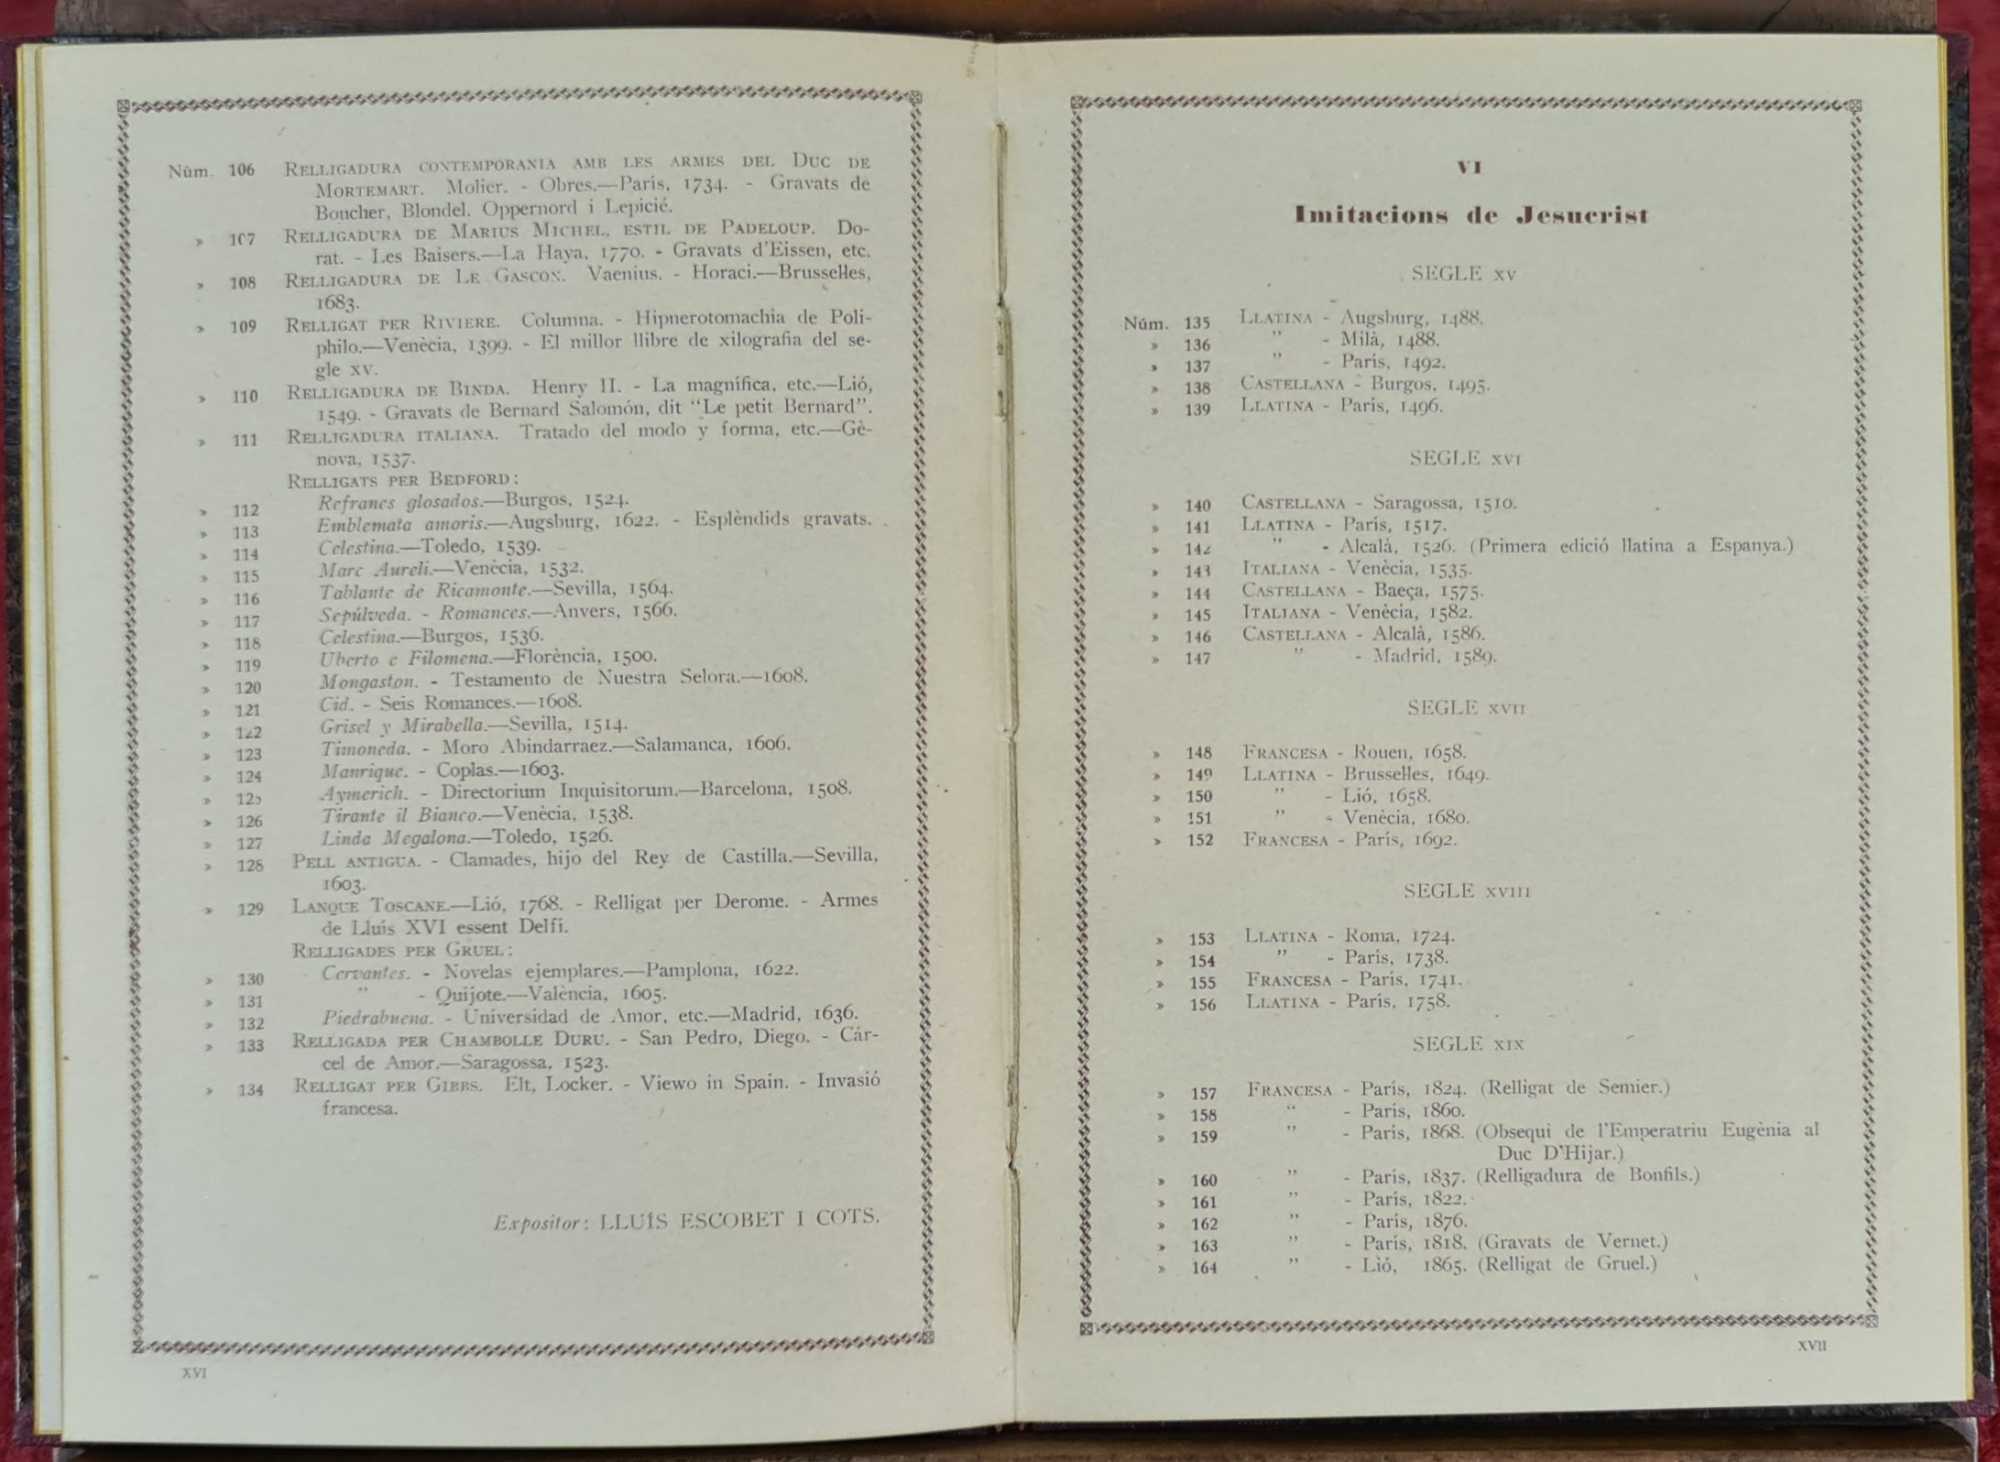 Núm. 106 RELLIGADURA CONTEMPORANIA AMB LES ARMES DEL DUC DE
MORTEMART. Molier. - Obres.—París, 1734. - Gravats de
Boucher, Blondel. Oppernord i Lepicié.
» 107 RELLIGADURA DE MARIUS MICHEL, ESTIL DE PADELOUP. Do-
rat. - Les Baisers.—La Haya, 1770. - Gravats d'Eissen, etc.
» 108 RELLIGADURA DE LE GASCON. Vaenius. - Horaci.—Brusselles,
1683.
» 109 RELLIGAT PER RIVIERE. Columna. - Hipnerotomachia de Poli-
philo.—Venècia, 1399. - El millor llibre de xilografia del se-
gle XV.
» 110 RELLIGADURA DE BINDA. Henry II. - La magnífica, etc.—Lió,
1549. - Gravats de Bernard Salomón, dit “Le petit Bernard”.
» 111 RELLIGADURA ITALIANA. Tratado del modo y forma, etc.—Gè-
nova, 1537.
RELLIGATS PER BEDFORD:
» 112 Refranes glosados.—Burgos, 1524.
» 113 Emblemata amoris.—Augsburg, 1622. - Esplèndids gravats.
» 114 Celestina.—Toledo, 1539.
» 115 Marc Aureli.—Venècia, 1532.
» 116 Tablante de Ricamonte.—Sevilla, 1564.
» 117 Sepúlveda. - Romances.—Anvers, 1566.
» 118 Celestina.—Burgos, 1536.
» 119 Uberto e Filomena.—Florència, 1500.
» 120 Mongaston. - Testamento de Nuestra Selora.—1608.
» 121 Cid. - Seis Romances.—1608.
» 122 Grisel y Mirabella.—Sevilla, 1514.
» 123 Timoneda. - Moro Abindarraez.—Salamanca, 1606.
» 124 Manrique. - Coplas.—1603.
» 125 Aymerich. - Directorium Inquisitorum.—Barcelona, 1508.
» 126 Tirante il Bianco.—Venècia, 1538.
» 127 Linda Megalona.—Toledo, 1526.
» 128 PELL ANTIGUA. - Clamades, hijo del Rey de Castilla.—Sevilla,
1603.
» 129 LANQUE TOSCANE.—Lió, 1768. - Relligat per Derome. - Armes
de Lluis XVI essent Delfí.
RELLIGADES PER GRUEL:
» 130 Cervantes. - Novelas ejemplares.—Pamplona, 1622.
» 131 ” - Quijote.—València, 1605.
» 132 Piedrabuena. - Universidad de Amor, etc.—Madrid, 1636.
» 133 RELLIGADA PER CHAMBOLLE DURU. - San Pedro, Diego. - Cár-
cel de Amor.—Saragossa, 1523.
» 134 RELLIGAT PER GIBBS. Elt, Locker. - Viewo in Spain. - Invasió
francesa.
Expositor: LLUÍS ESCOBET I COTS.
XVI
VI
Imitacions de Jesucrist
SEGLE XV
Núm. 135 LLATINA - Augsburg, 1488.
» 136 ” - Milà, 1488.
» 137 ” - París, 1492.
» 138 CASTELLANA - Burgos, 1495.
» 139 LLATINA - París, 1496.
SEGLE XVI
» 140 CASTELLANA - Saragossa, 1510.
» 141 LLATINA - París, 1517.
» 142 ” - Alcalà, 1526. (Primera edició llatina a Espanya.)
» 143 ITALIANA - Venècia, 1535.
» 144 CASTELLANA - Baeça, 1575.
» 145 ITALIANA - Venècia, 1582.
» 146 CASTELLANA - Alcalà, 1586.
» 147 ” - Madrid, 1589.
SEGLE XVII
» 148 FRANCESA - Rouen, 1658.
» 149 LLATINA - Brusselles, 1649.
» 150 ” - Lió, 1658.
» 151 ” - Venècia, 1680.
» 152 FRANCESA - París, 1692.
SEGLE XVIII
» 153 LLATINA - Roma, 1724.
» 154 ” - París, 1738.
» 155 FRANCESA - París, 1741.
» 156 LLATINA - París, 1758.
SEGLE XIX
» 157 FRANCESA - París, 1824. (Relligat de Semier.)
» 158 “ - París, 1860.
» 159 ” - París, 1868. (Obsequi de l'Emperatriu Eugènia al
Duc D'Hijar.)
» 160 ” - París, 1837. (Relligadura de Bonfils.)
» 161 ” - París, 1822.
» 162 ” - París, 1876.
» 163 ” - París, 1818. (Gravats de Vernet.)
» 164 ” - Lió, 1865. (Relligat de Gruel.)
XVII